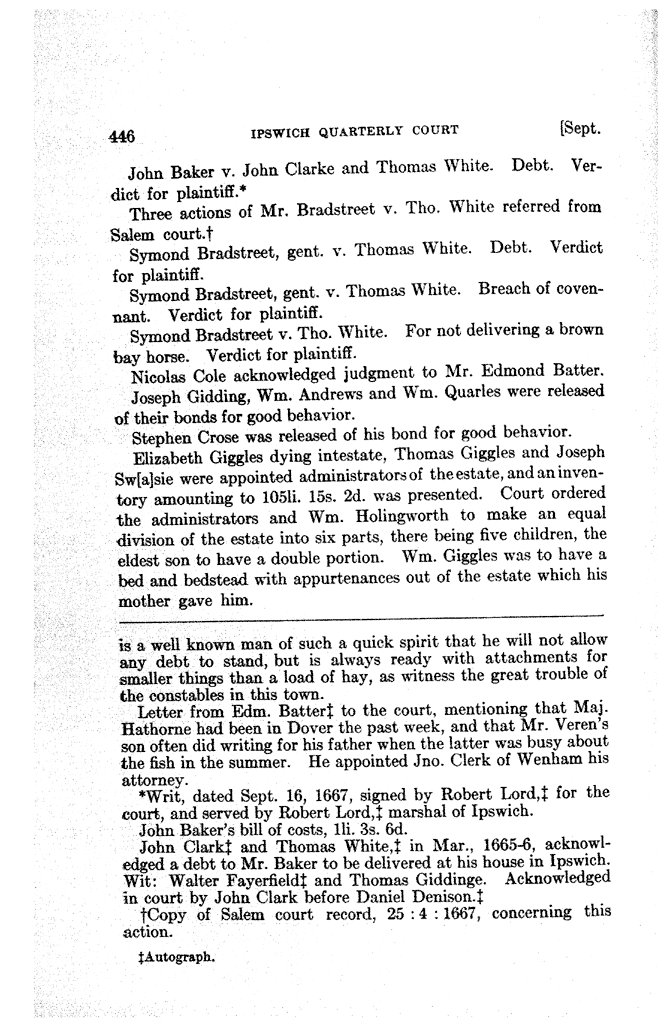 446 IPSWICH QUARTERLY COURT [Sept.
John Baker v. John Clarke and Thomas White. Debt. Ver-
dict for plaintiff.*
Three actions of Mr. Bradstreet v. Tho. White referred from
Salem court.†
Symond Bradstreet, gent. v. Thomas White. Debt. Verdict
for plaintiff.
Symond Bradstreet, gent. v. Thomas White. Breach of coven-
nant. Verdict for plaintiff.
Symond Bradstreet v. Tho. White. For not delivering a brown
bay horse. Verdict for plaintiff.
Nicolas Cole acknowledged judgment to Mr. Edmond Batter.
Joseph Gidding, Wm. Andrews and Wm. Quarles were released
of their bonds for good behavior.
Stephen Crose was released of his bond for good behavior.
Elizabeth Giggles dying intestate, Thomas Giggles and Joseph
Sw[a]sie were appointed administrators of the estate, and an inven-
tory amounting to 105li. 15s. 2d. was presented. Court ordered
the administrators and Wm. Holingworth to make an equal
division of the estate into six parts, there being five children, the
eldest son to have a double portion. Wm. Giggles was to have a
bed and bedstead with appurtenances out of the estate which his
mother gave him.
is a well known man of such a quick spirit that he will not allow
any debt to stand, but is always ready with attachments for
smaller things than a load of hay, as witness the great trouble of
the constables in this town.
Letter from Edm. Batter‡ to the court, mentioning that Maj.
Hathorne had been in Dover the past week, and that Mr. Veren's
son often did writing for his father when the latter was busy about
the fish in the summer. He appointed Jno. Clerk of Wenham his
attorney.
*Writ, dated Sept. 16, 1667, signed by Robert Lord,‡ for the
court, and served by Robert Lord,‡ marshal of Ipswich.
John Baker's bill of costs, 1li. 3s. 6d.
John Clark‡ and Thomas White,‡ in Mar., 1665-6, acknowl-
edged a debt to Mr. Baker to be delivered at his house in Ipswich.
Wit: Walter Fayerfield‡ and Thomas Giddinge. Acknowledged
in court by John Clark before Daniel Denison.‡
†Copy of Salem court record, 25 : 4 : 1667, concerning this
action.
‡Autograph.